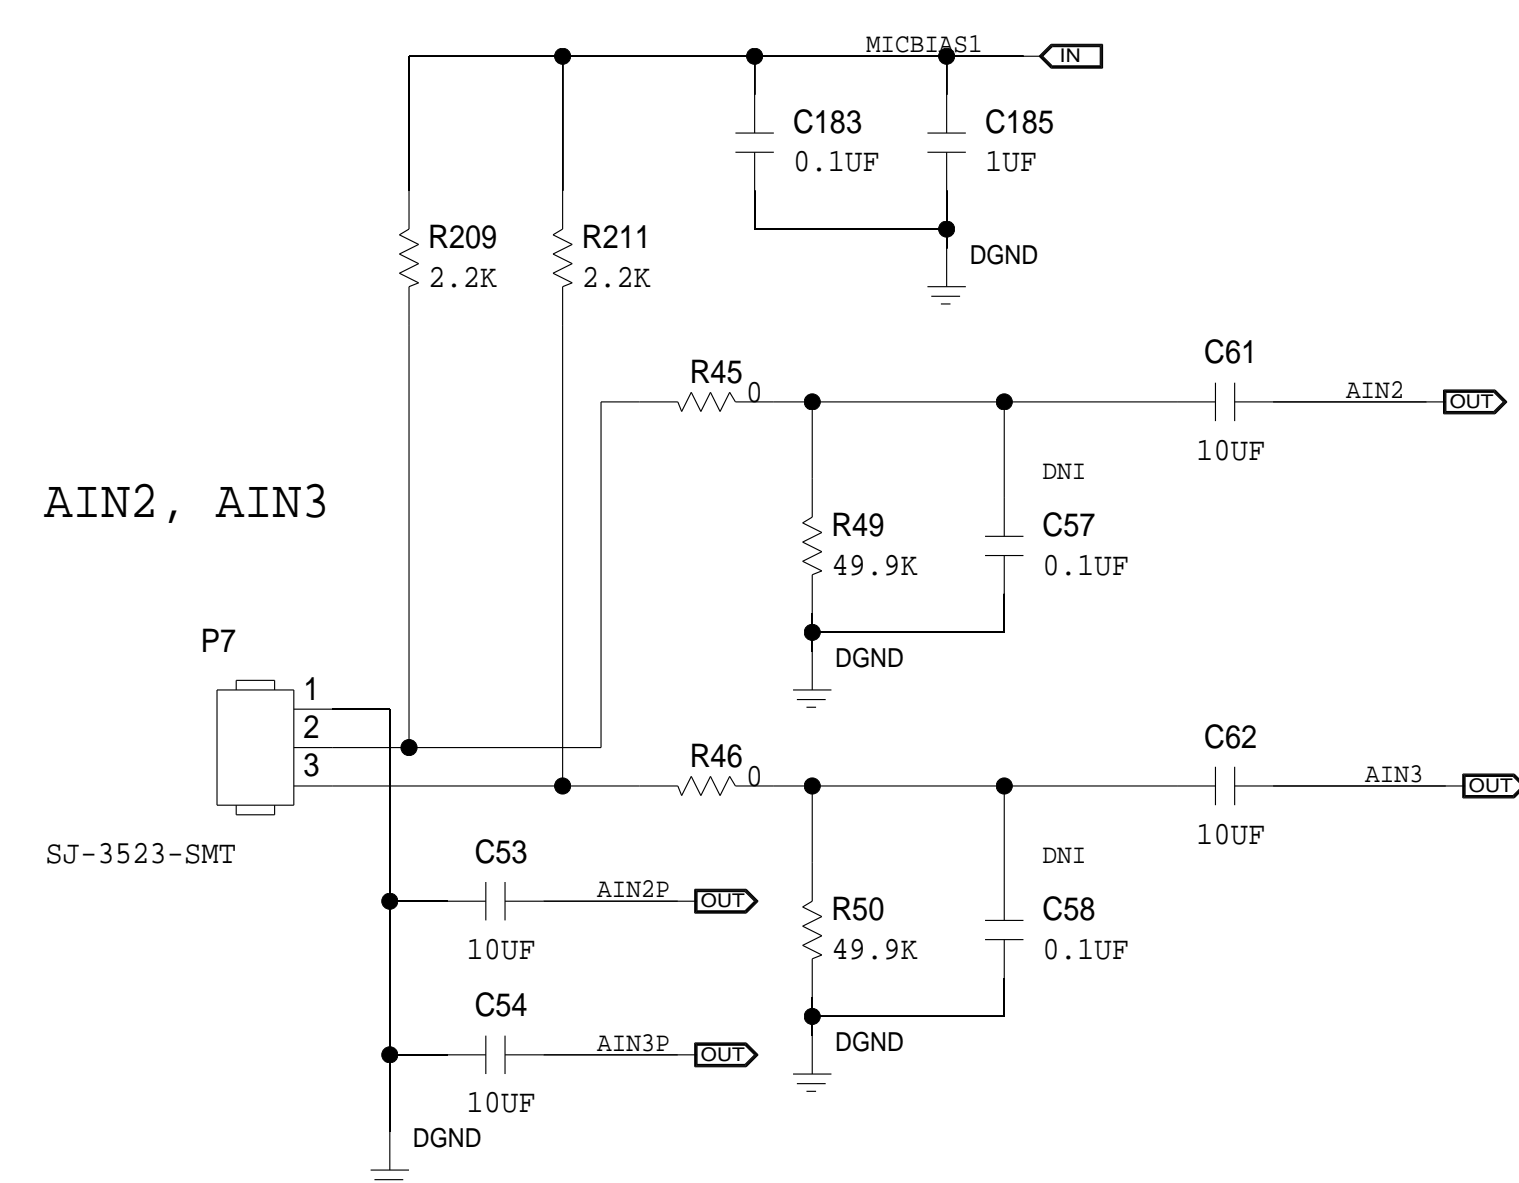 MICBIAS1
IN
C183
0.1UF
C185
1UF
R209
2.2K
R211
2.2K
DGND
R45
0
C61
10UF
AIN2
OUT
AIN2, AIN3
DNI
R49
49.9K
C57
0.1UF
DGND
P7
1
2
3
SJ-3523-SMT
R46
0
C62
10UF
AIN3
OUT
C53
10UF
AIN2P
OUT
DNI
R50
49.9K
C58
0.1UF
DGND
C54
10UF
AIN3P
OUT
DGND